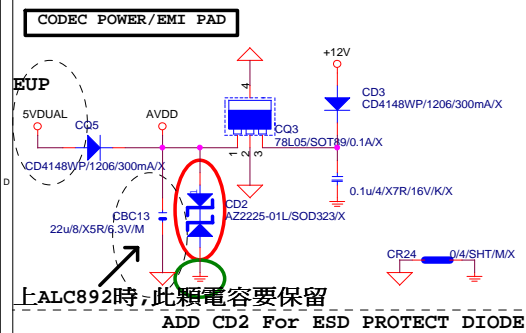 CODEC POWER/EMI PAD
+12V
EUP
5VDUAL
AVDD
4
CD3
CD4148WP/1206/300mA/X
CQ5
CQ3
78L05/SOT89/0.1A/X
1
2
3
CD4148WP/1206/300mA/X
D
CD2
AZ2225-01L/SOD323/X
0.1u/4/X7R/16V/K/X
CBC13
22u/8/X5R/6.3V/M
CR24
0/4/SHT/M/X
上ALC892時,此顆電容要保留
ADD CD2 For ESD PROTECT DIODE